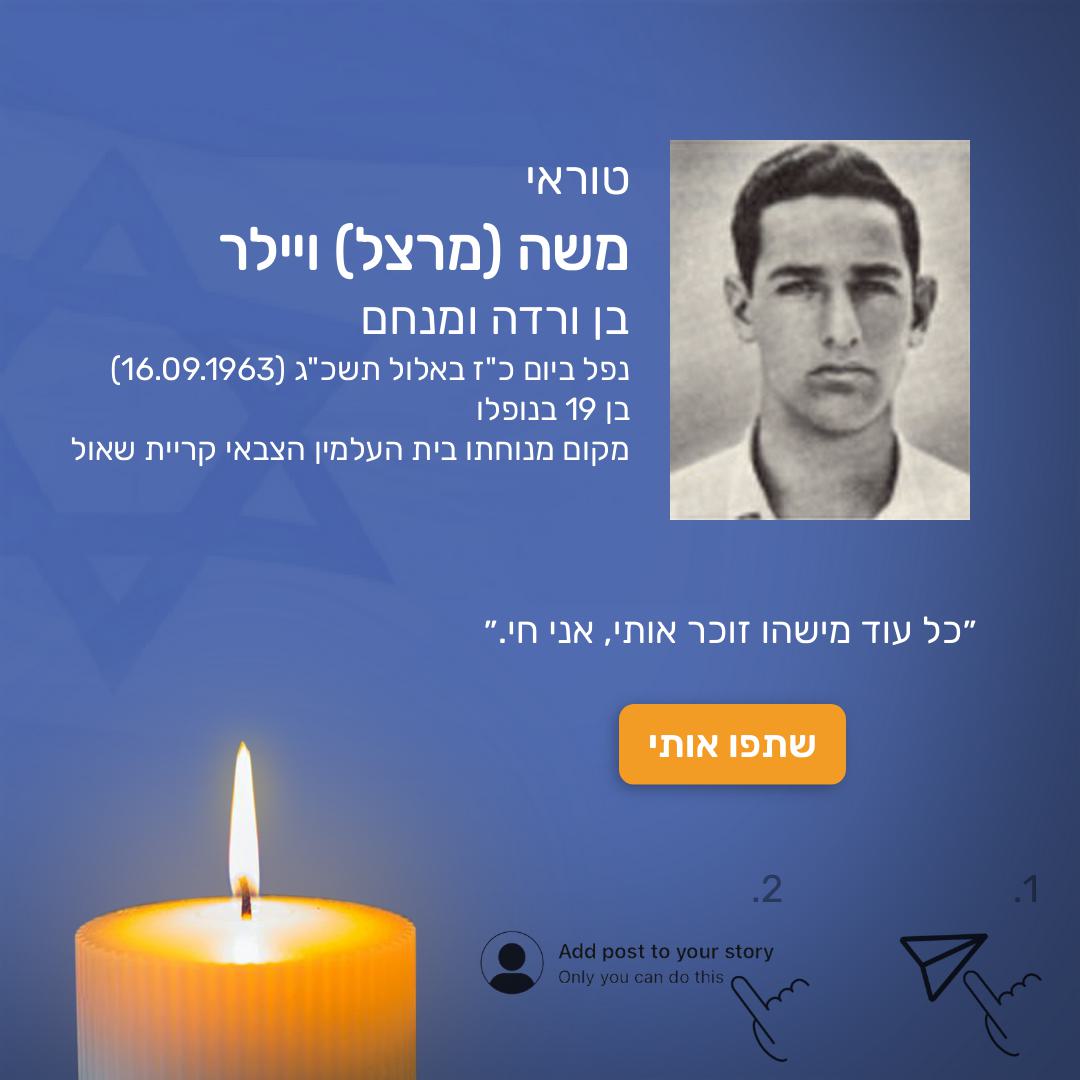 טוראי
משה (מרצל) ויילר
בן ורדה ומנחם
נפל ביום כ"ז באלול תשכ"ג (16.09.1963)
בן 19 בנופלו
מקום מנוחתו בית העלמין הצבאי קריית שאול
״כל עוד מישהו זוכר אותי, אני חי.״
שתפו אותי
.1
.2
Add post to your story
Only you can do this